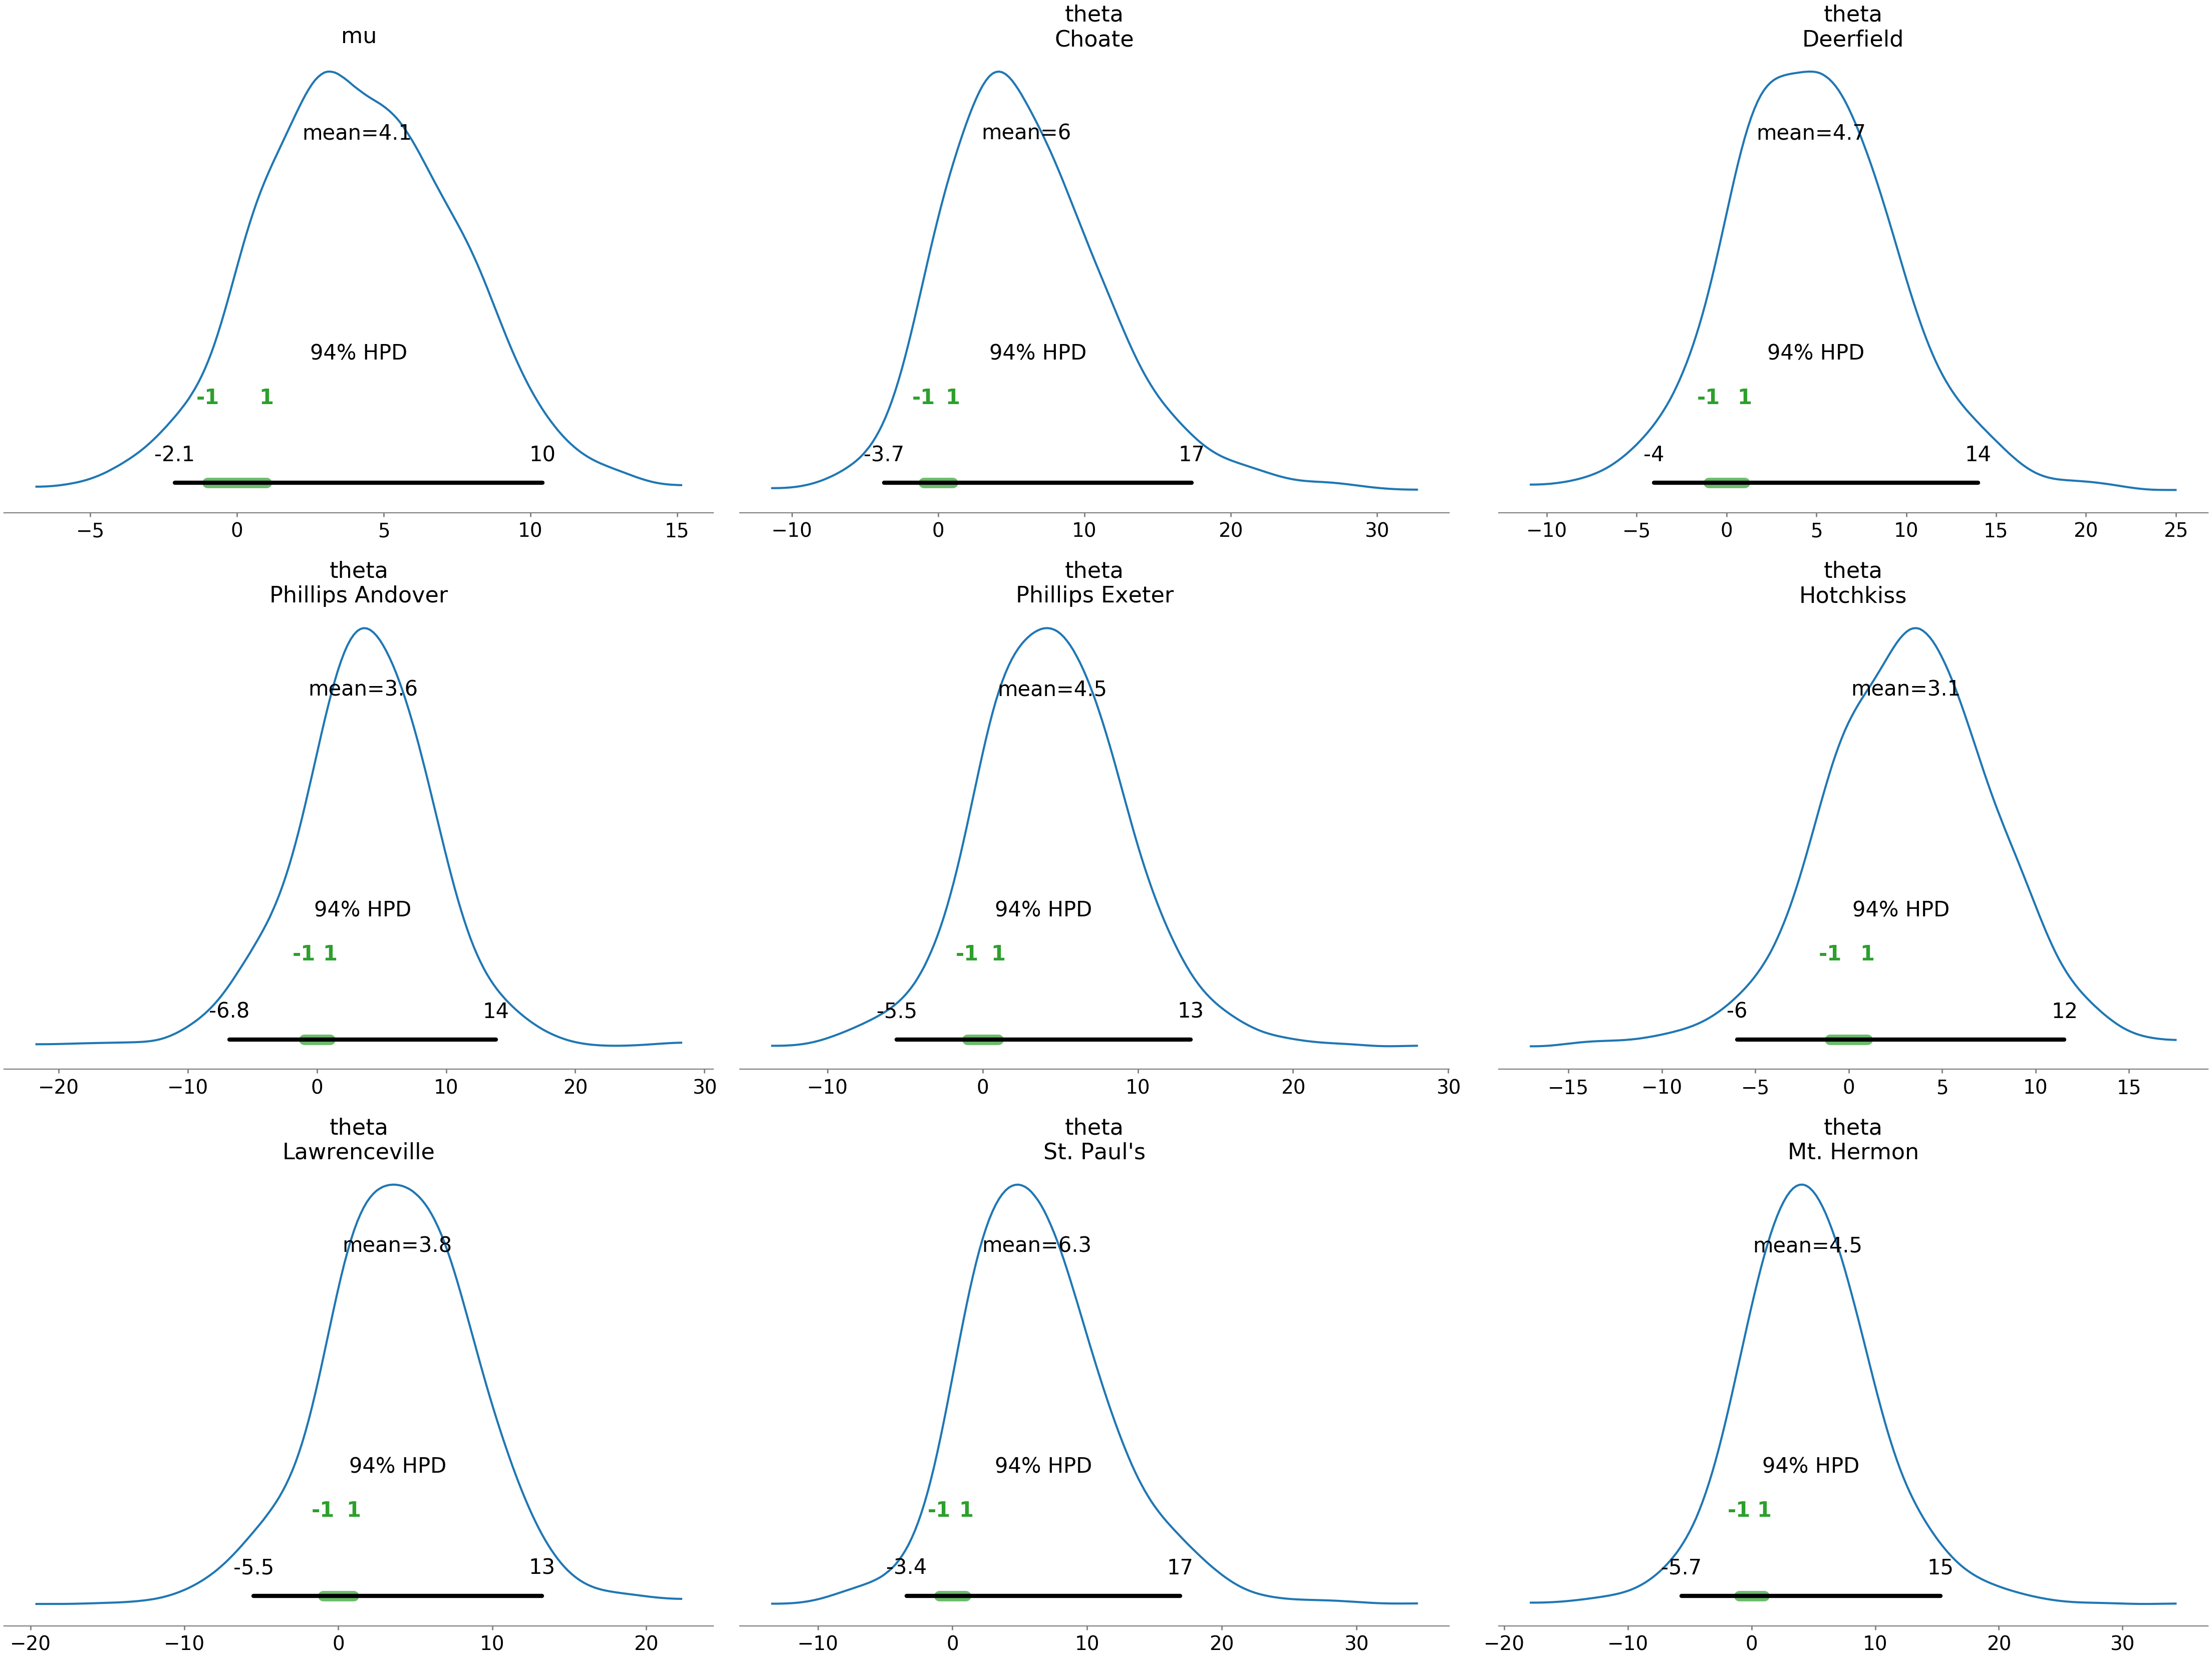 mu
mean=4.1
94% HPD
-1 1
-2.1 10
−5 0 5 10 15
theta
Choate
mean=6
94% HPD
-1 1
-3.7 17
−10 0 10 20 30
theta
Deerfield
mean=4.7
94% HPD
-1 1
-4 14
−10 −5 0 5 10 15 20 25
theta
Phillips Andover
mean=3.6
94% HPD
-1 1
-6.8 14
−20 −10 0 10 20 30
theta
Phillips Exeter
mean=4.5
94% HPD
-1 1
-5.5 13
−10 0 10 20 30
theta
Hotchkiss
mean=3.1
94% HPD
-1 1
-6 12
−15 −10 −5 0 5 10 15
theta
Lawrenceville
mean=3.8
94% HPD
-1 1
-5.5 13
−20 −10 0 10 20
theta
St. Paul's
mean=6.3
94% HPD
-1 1
-3.4 17
−10 0 10 20 30
theta
Mt. Hermon
mean=4.5
94% HPD
-1 1
-5.7 15
−20 −10 0 10 20 30